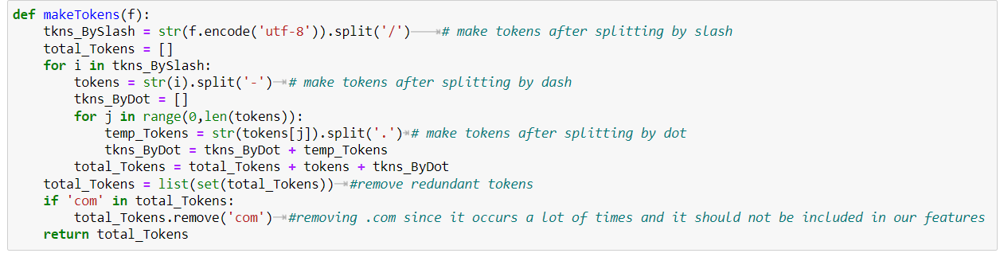 def makeTokens(f):
    tkns_BySlash = str(f.encode('utf-8')).split('/')	# make tokens after splitting by slash
    total_Tokens = []
    for i in tkns_BySlash:
        tokens = str(i).split('-')	# make tokens after splitting by dash
        tkns_ByDot = []
        for j in range(0,len(tokens)):
            temp_Tokens = str(tokens[j]).split('.')	# make tokens after splitting by dot
            tkns_ByDot = tkns_ByDot + temp_Tokens
        total_Tokens = total_Tokens + tokens + tkns_ByDot
    total_Tokens = list(set(total_Tokens))	#remove redundant tokens
    if 'com' in total_Tokens:
        total_Tokens.remove('com')	#removing .com since it occurs a lot of times and it should not be included in our features
    return total_Tokens